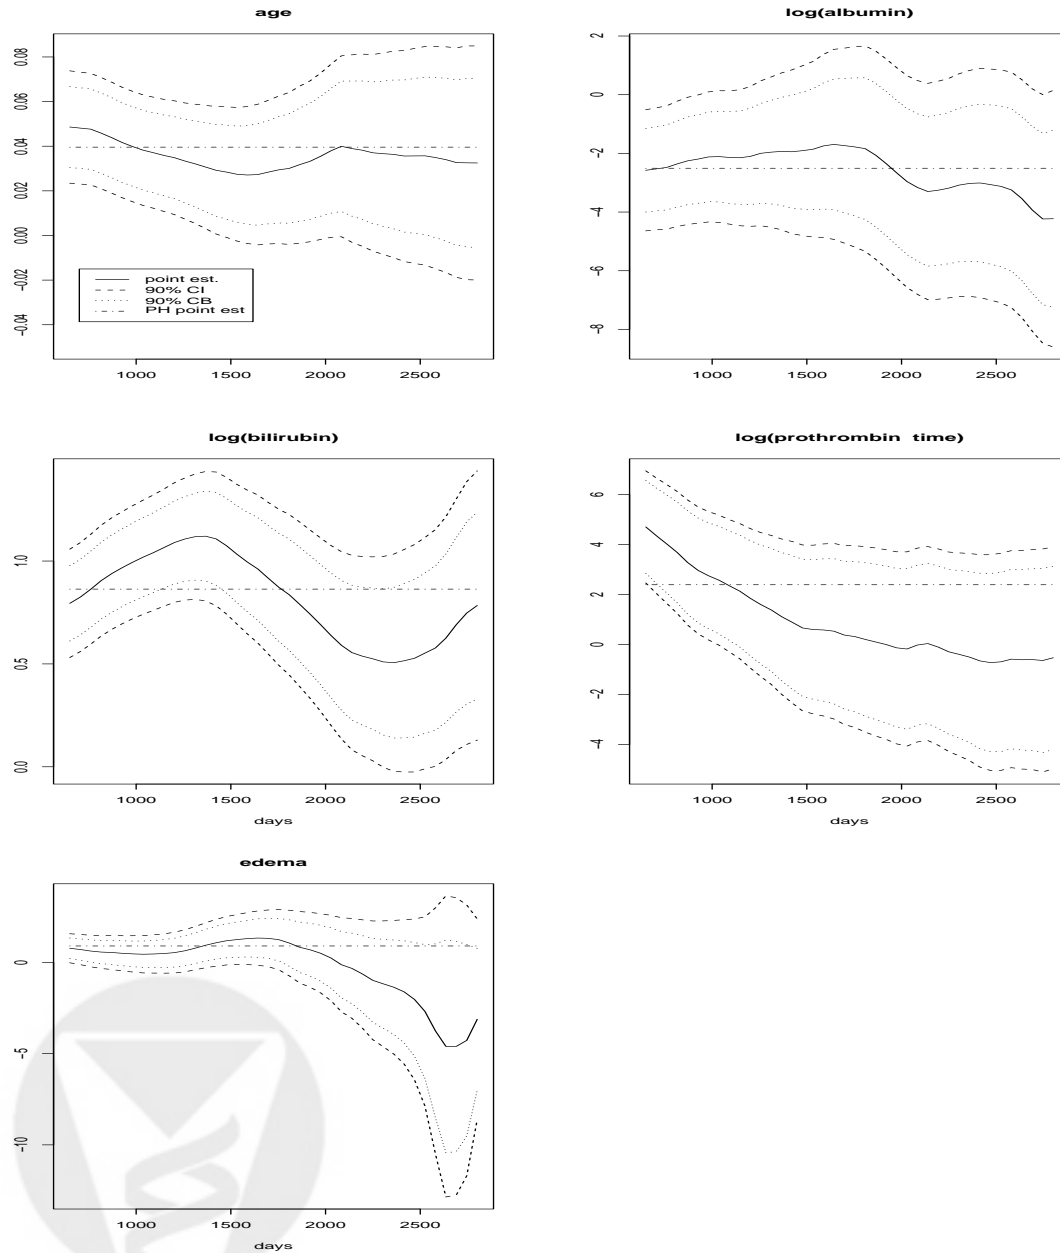 age
0.08
0.06
0.04
0.02
0.00
-0.02
-0.04
point est.
90% CI
90% CB
PH point est
1000 1500 2000 2500
log(albumin)
2
0
-2
-4
-6
-8
1000 1500 2000 2500
log(bilirubin)
1.0
0.5
0.0
1000 1500 2000 2500
days
log(prothrombin time)
6
4
2
0
-2
-4
1000 1500 2000 2500
days
edema
0
-5
-10
1000 1500 2000 2500
days